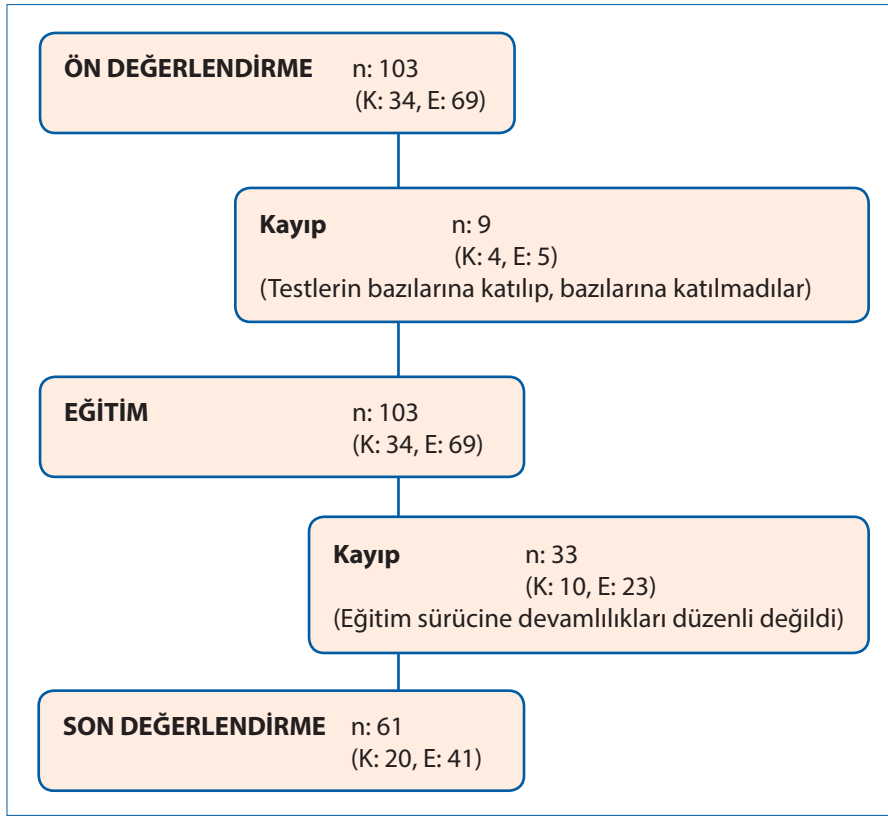 ÖN DEĞERLENDİRME n: 103
(K: 34, E: 69)
Kayıp n: 9
(K: 4, E: 5)
(Testlerin bazılarına katılıp, bazılarına katılmadılar)
EĞİTİM n: 103
(K: 34, E: 69)
Kayıp n: 33
(K: 10, E: 23)
(Eğitim sürücine devamlılıkları düzenli değildi)
SON DEĞERLENDİRME n: 61
(K: 20, E: 41)